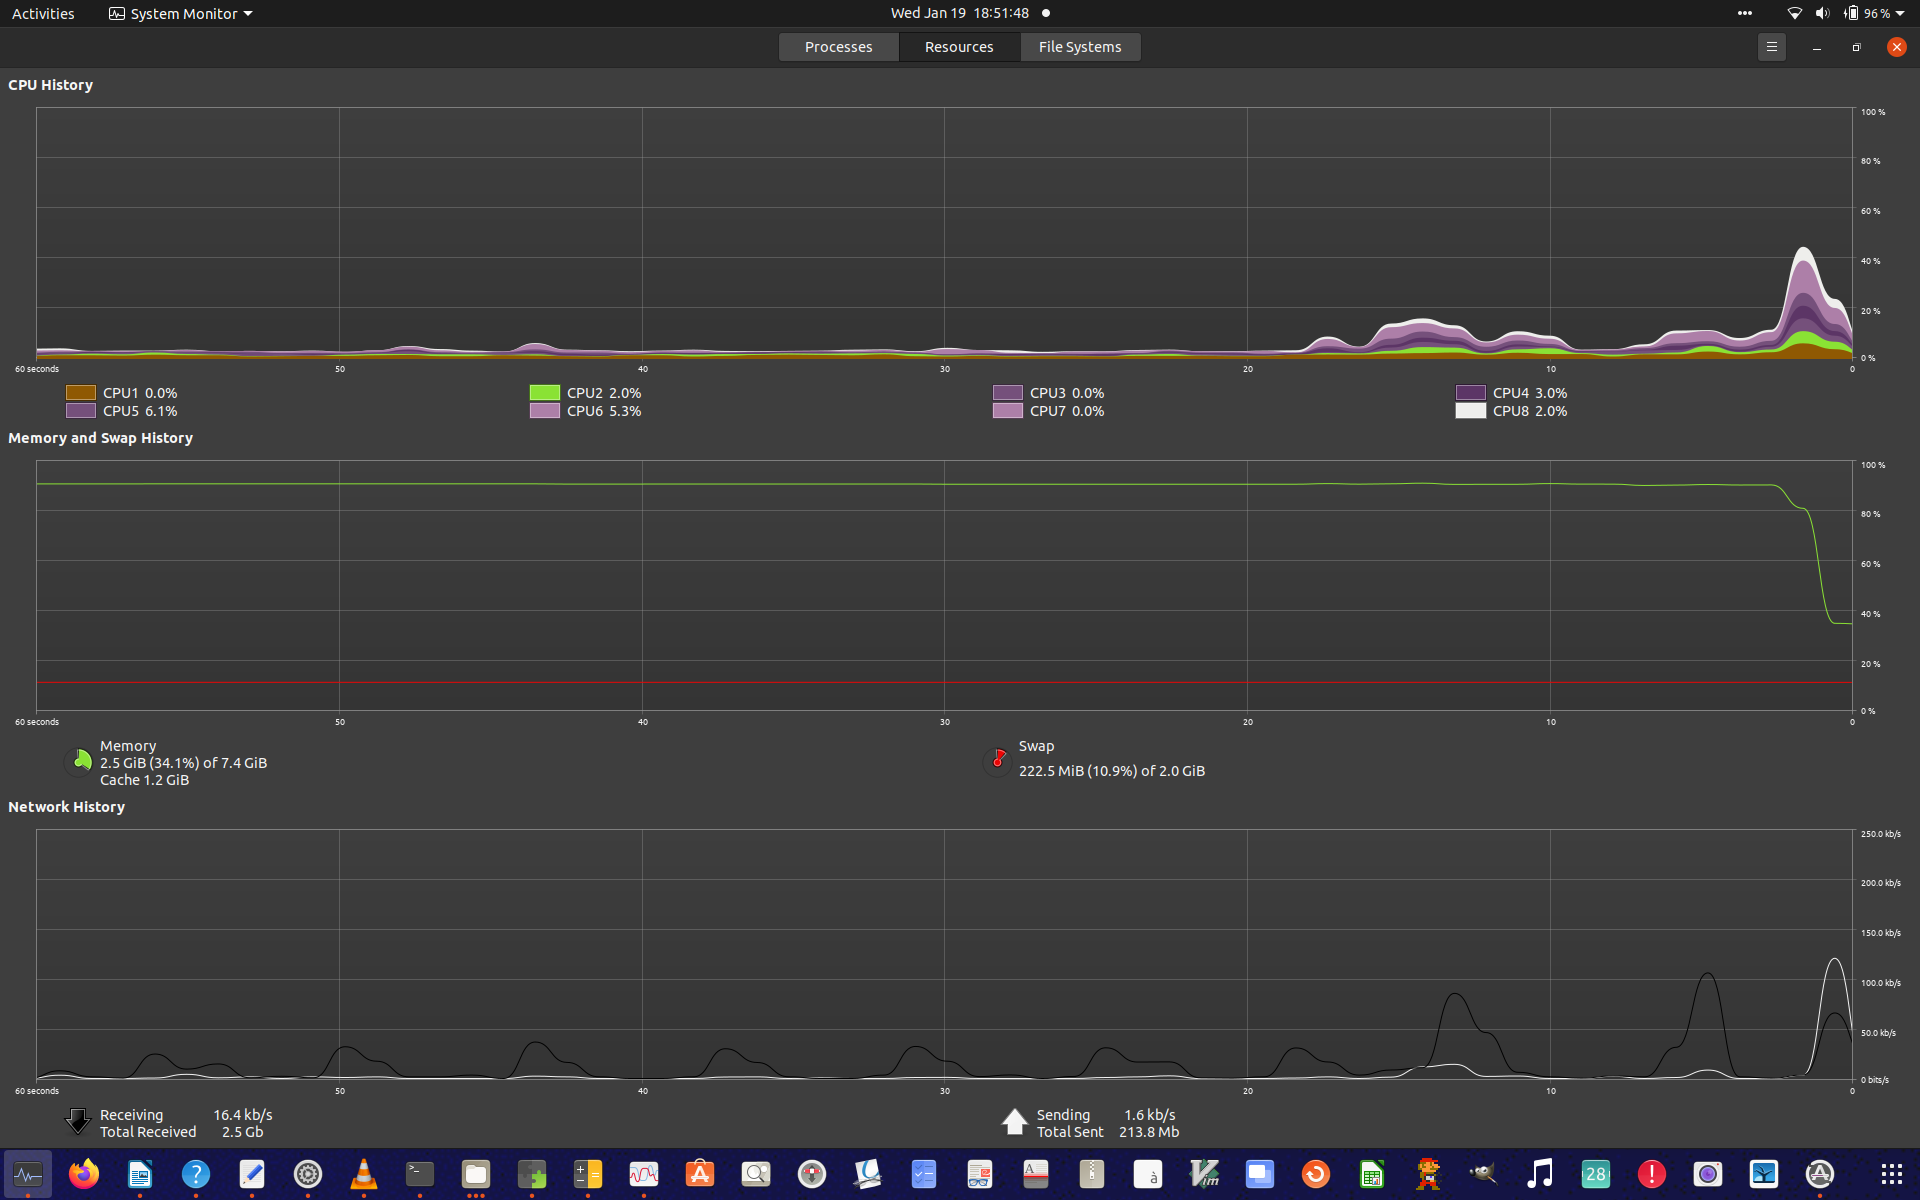 Activities System Monitor Wed Jan 19 18:51:48 96 %
Processes Resources File Systems
CPU History
100 %
80 %
60 %
40 %
20 %
0 %
60 seconds 50 40 30 20 10 0
CPU1 0.0% CPU2 2.0% CPU3 0.0% CPU4 3.0%
CPU5 6.1% CPU6 5.3% CPU7 0.0% CPU8 2.0%
Memory and Swap History
100 %
80 %
60 %
40 %
20 %
0 %
60 seconds 50 40 30 20 10 0
Memory Swap
2.5 GiB (34.1%) of 7.4 GiB 222.5 MiB (10.9%) of 2.0 GiB
Cache 1.2 GiB
Network History
250.0 kb/s
200.0 kb/s
150.0 kb/s
100.0 kb/s
50.0 kb/s
0 bits/s
60 seconds 50 40 30 20 10 0
Receiving 16.4 kb/s Sending 1.6 kb/s
Total Received 2.5 Gb Total Sent 213.8 Mb
? >_ A à Vim 28 !